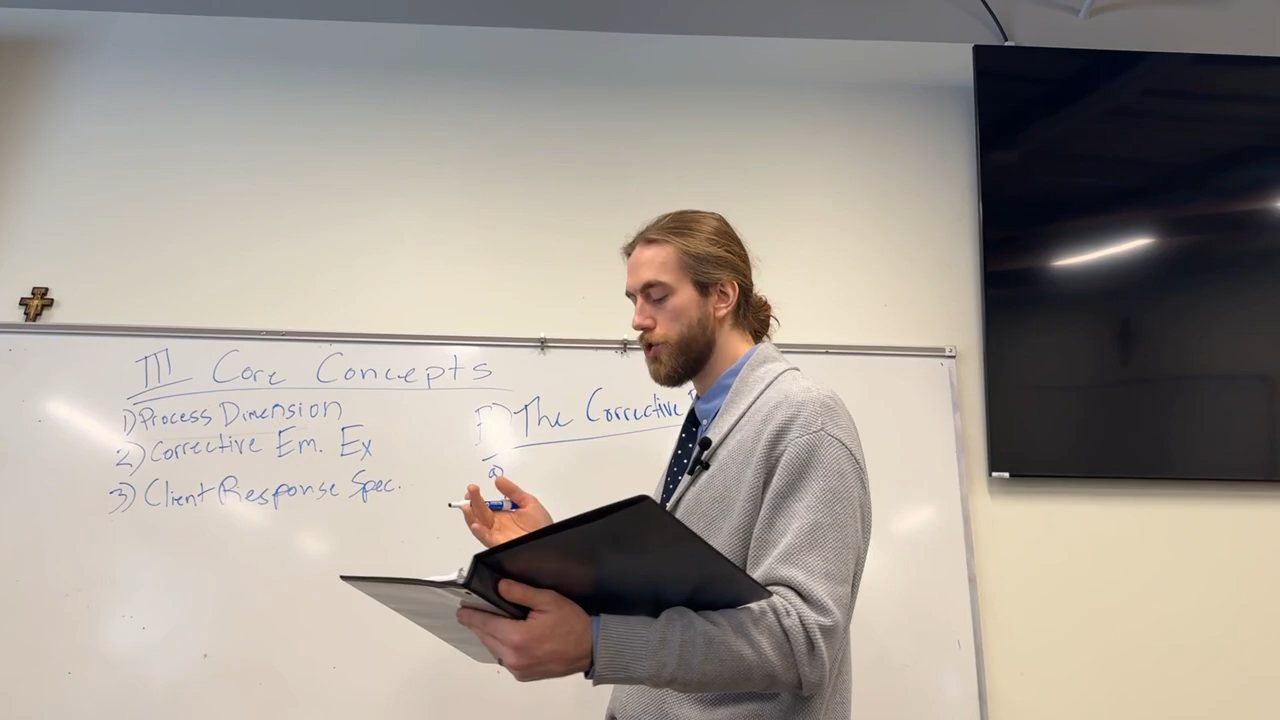 III Core Concepts
1) Process Dimension
2) Corrective Em. Ex
3) Client Response Spec.
The Corrective
a)